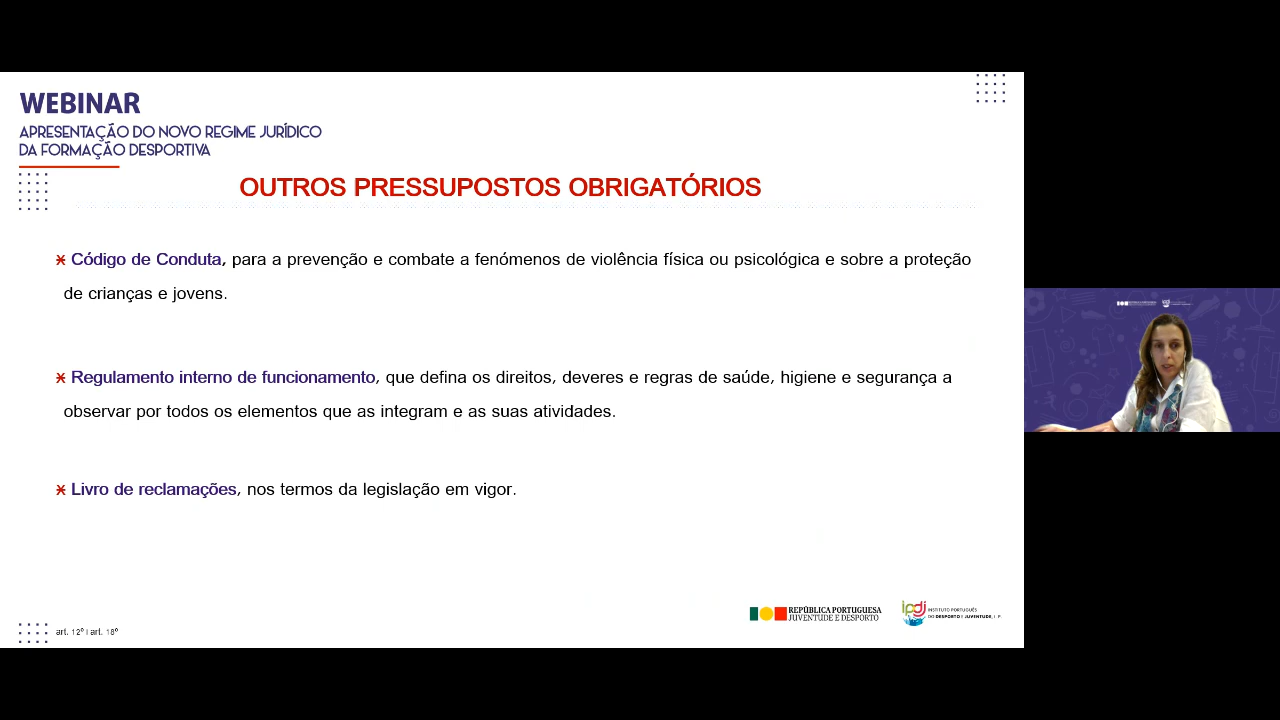 WEBINAR
APRESENTAÇÃO DO NOVO REGIME JURÍDICO
DA FORMAÇÃO DESPORTIVA
OUTROS PRESSUPOSTOS OBRIGATÓRIOS
Código de Conduta, para a prevenção e combate a fenómenos de violência física ou psicológica e sobre a proteção
de crianças e jovens.
Regulamento interno de funcionamento, que defina os direitos, deveres e regras de saúde, higiene e segurança a
observar por todos os elementos que as integram e as suas atividades.
Livro de reclamações, nos termos da legislação em vigor.
REPÚBLICA PORTUGUESA
JUVENTUDE E DESPORTO
ipdj
INSTITUTO PORTUGUÊS
DO DESPORTO E JUVENTUDE, I. P.
art. 12º i art. 18º